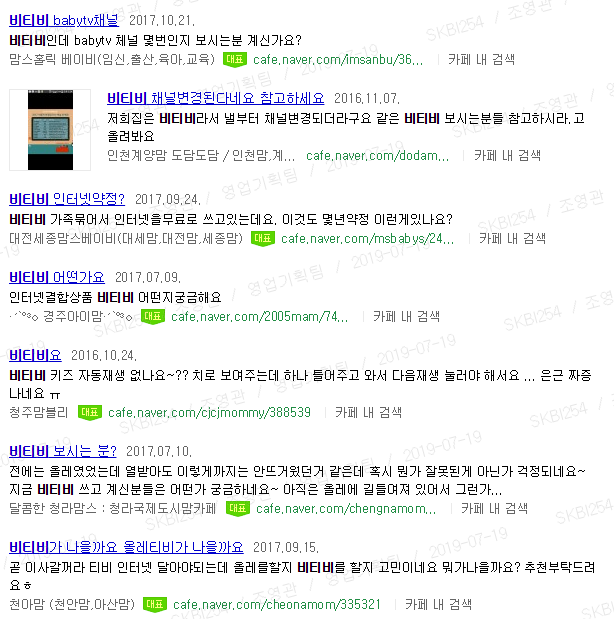 비티비 babytv채널 2017.10.21.
비티비인데 babytv 체널 몇번인지 보시는분 계신가요?
맘스홀릭 베이비(임신,출산,육아,교육) 대표 cafe.naver.com/imsanbu/36... 카페 내 검색
비티비 채널변경된다네요 참고하세요 2016.11.07.
저희집은 비티비라서 낼부터 채널변경되더라구요 같은 비티비 보시는분들 참고하시라,고
올려봐요
인천계양맘 도담도담 / 인천맘,계... cafe.naver.com/dodam... 카페 내 검색
비티비 인터넷약정? 2017.09.24.
비티비 가족묶어서 인터넷을무료로 쓰고있는데요. 이것도 몇년약정 이런게있나요?
대전세종맘스베이비(대세맘,대전맘,세종맘) 대표 cafe.naver.com/msbabys/24... 카페 내 검색
비티비 어떤가요 2017.07.09.
인터넷결합상품 비티비 어떤지궁금해요
경주아이맘 대표 cafe.naver.com/2005mam/74... 카페 내 검색
비티비요 2016.10.24.
비티비 키즈 자동재생 없나요~?? 치로 보여주는데 하나 틀어주고 와서 다음재생 눌러야 해서요 ... 은근 짜증
나네요 ㅠ
청주맘블리 대표 cafe.naver.com/cjcjmommy/388539 카페 내 검색
비티비 보시는 분? 2017.07.10.
전에는 올레였었는데 열받아도 이렇게까지는 안뜨거웠던거 같은데 혹시 뭔가 잘못된게 아닌가 걱정되네요~
지금 비티비 쓰고 계신분들은 어떤가 궁금하네요~ 아직은 올레에 길들여져 있어서 그런가...
달콤한 청라맘스 : 청라국제도시맘카페 대표 cafe.naver.com/chengnamom... 카페 내 검색
비티비가 나을까요 올레티비가 나을까요 2017.09.15.
곧 이사갈꺼라 티비 인터넷 달아야되는데 올레를할지 비티비를 할지 고민이네요 뭐가나을까요? 추천부탁드려
요ㅎ
천아맘 (천안맘,아산맘) 대표 cafe.naver.com/cheonamom/335321 카페 내 검색